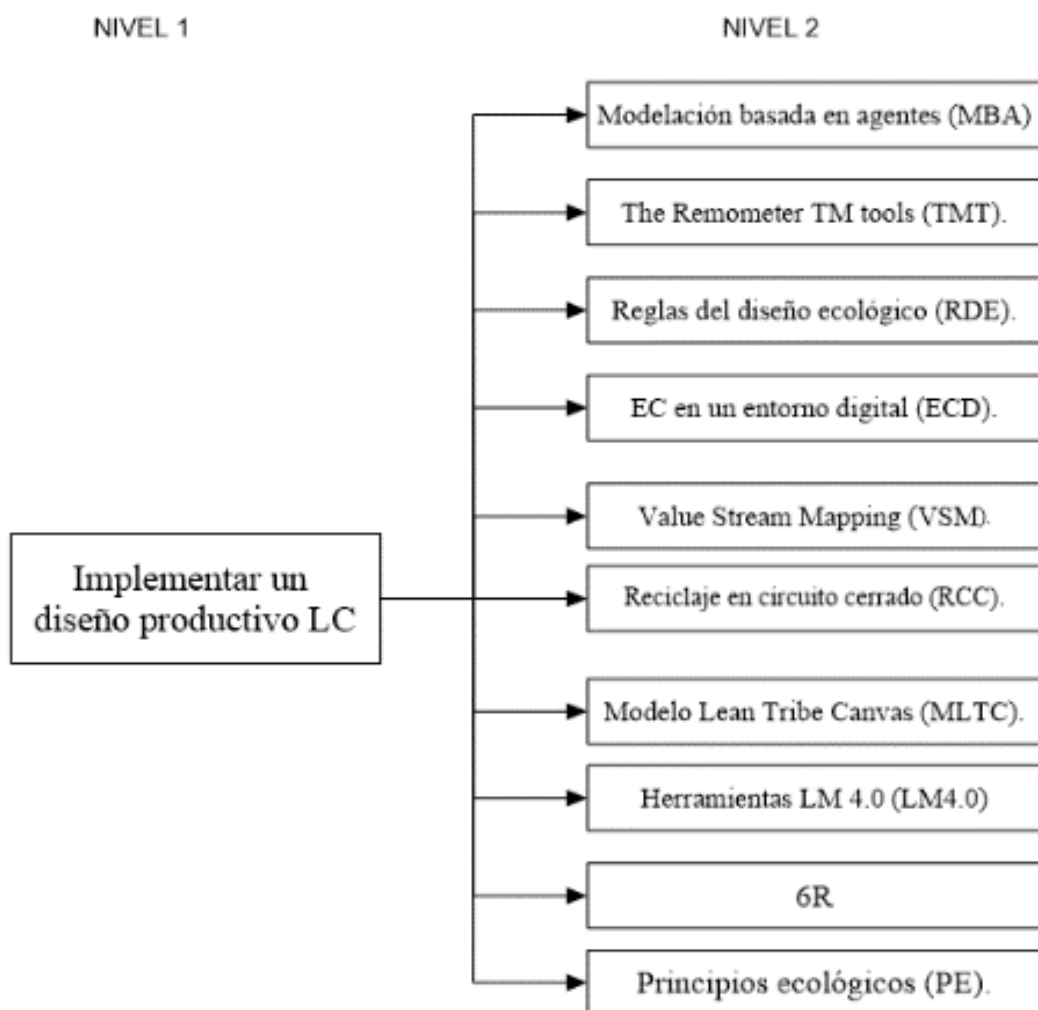 NIVEL 1
NIVEL 2
Modelación basada en agentes (MBA)
The Remometer TM tools (TMT).
Reglas del diseño ecológico (RDE).
EC en un entorno digital (ECD).
Value Stream Mapping (VSM).
Implementar un
diseño productivo LC
Reciclaje en circuito cerrado (RCC).
Modelo Lean Tribe Canvas (MLTC).
Herramientas LM 4.0 (LM4.0)
6R
Principios ecológicos (PE).